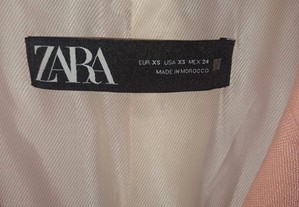 ZARA
EUR XS USA XS MEX 24
MADE IN MOROCCO